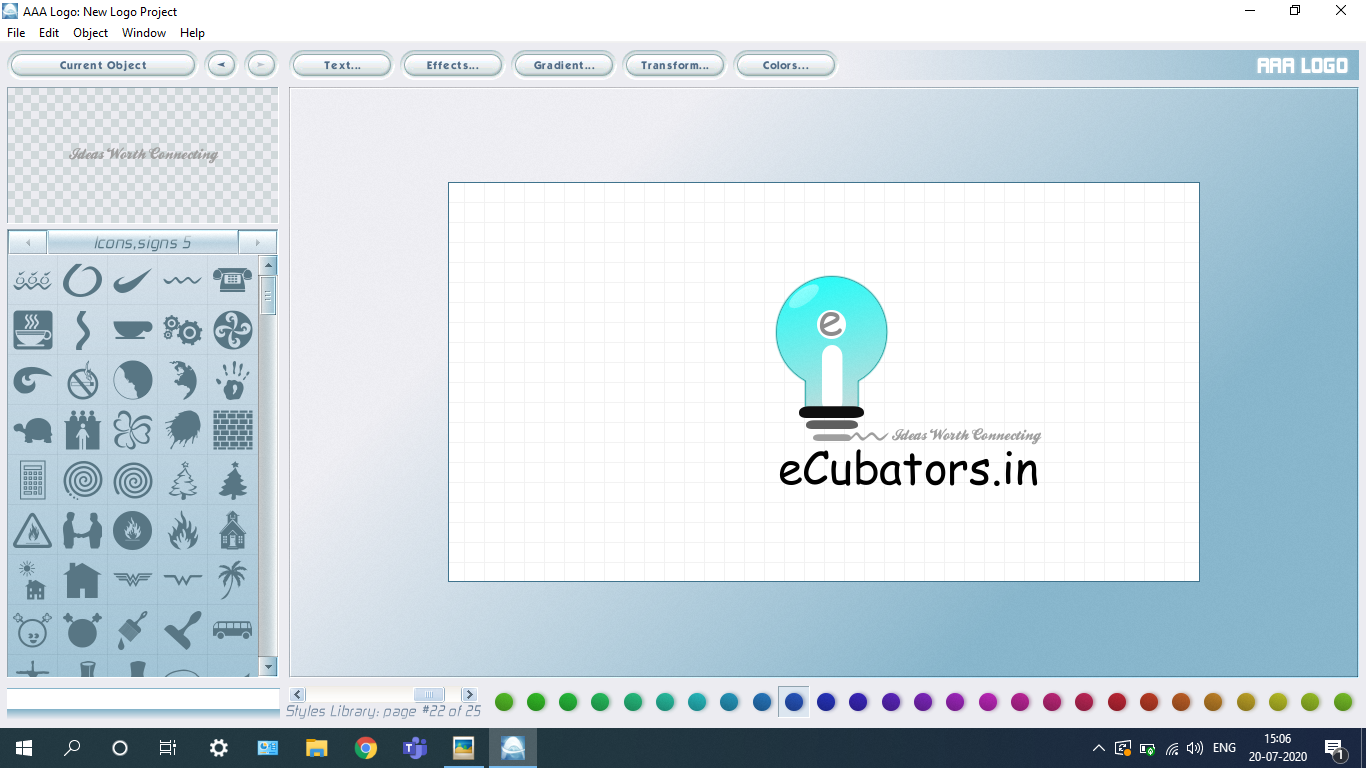 AAA Logo: New Logo Project
File Edit Object Window Help
Current Object Text... Effects... Gradient... Transform... Colors... AAA LOGO
Ideas Worth Connecting
Icons,signs 5
e
i
Ideas Worth Connecting
eCubators.in
Styles Library: page #22 of 25
ENG 15:06
20-07-2020 1